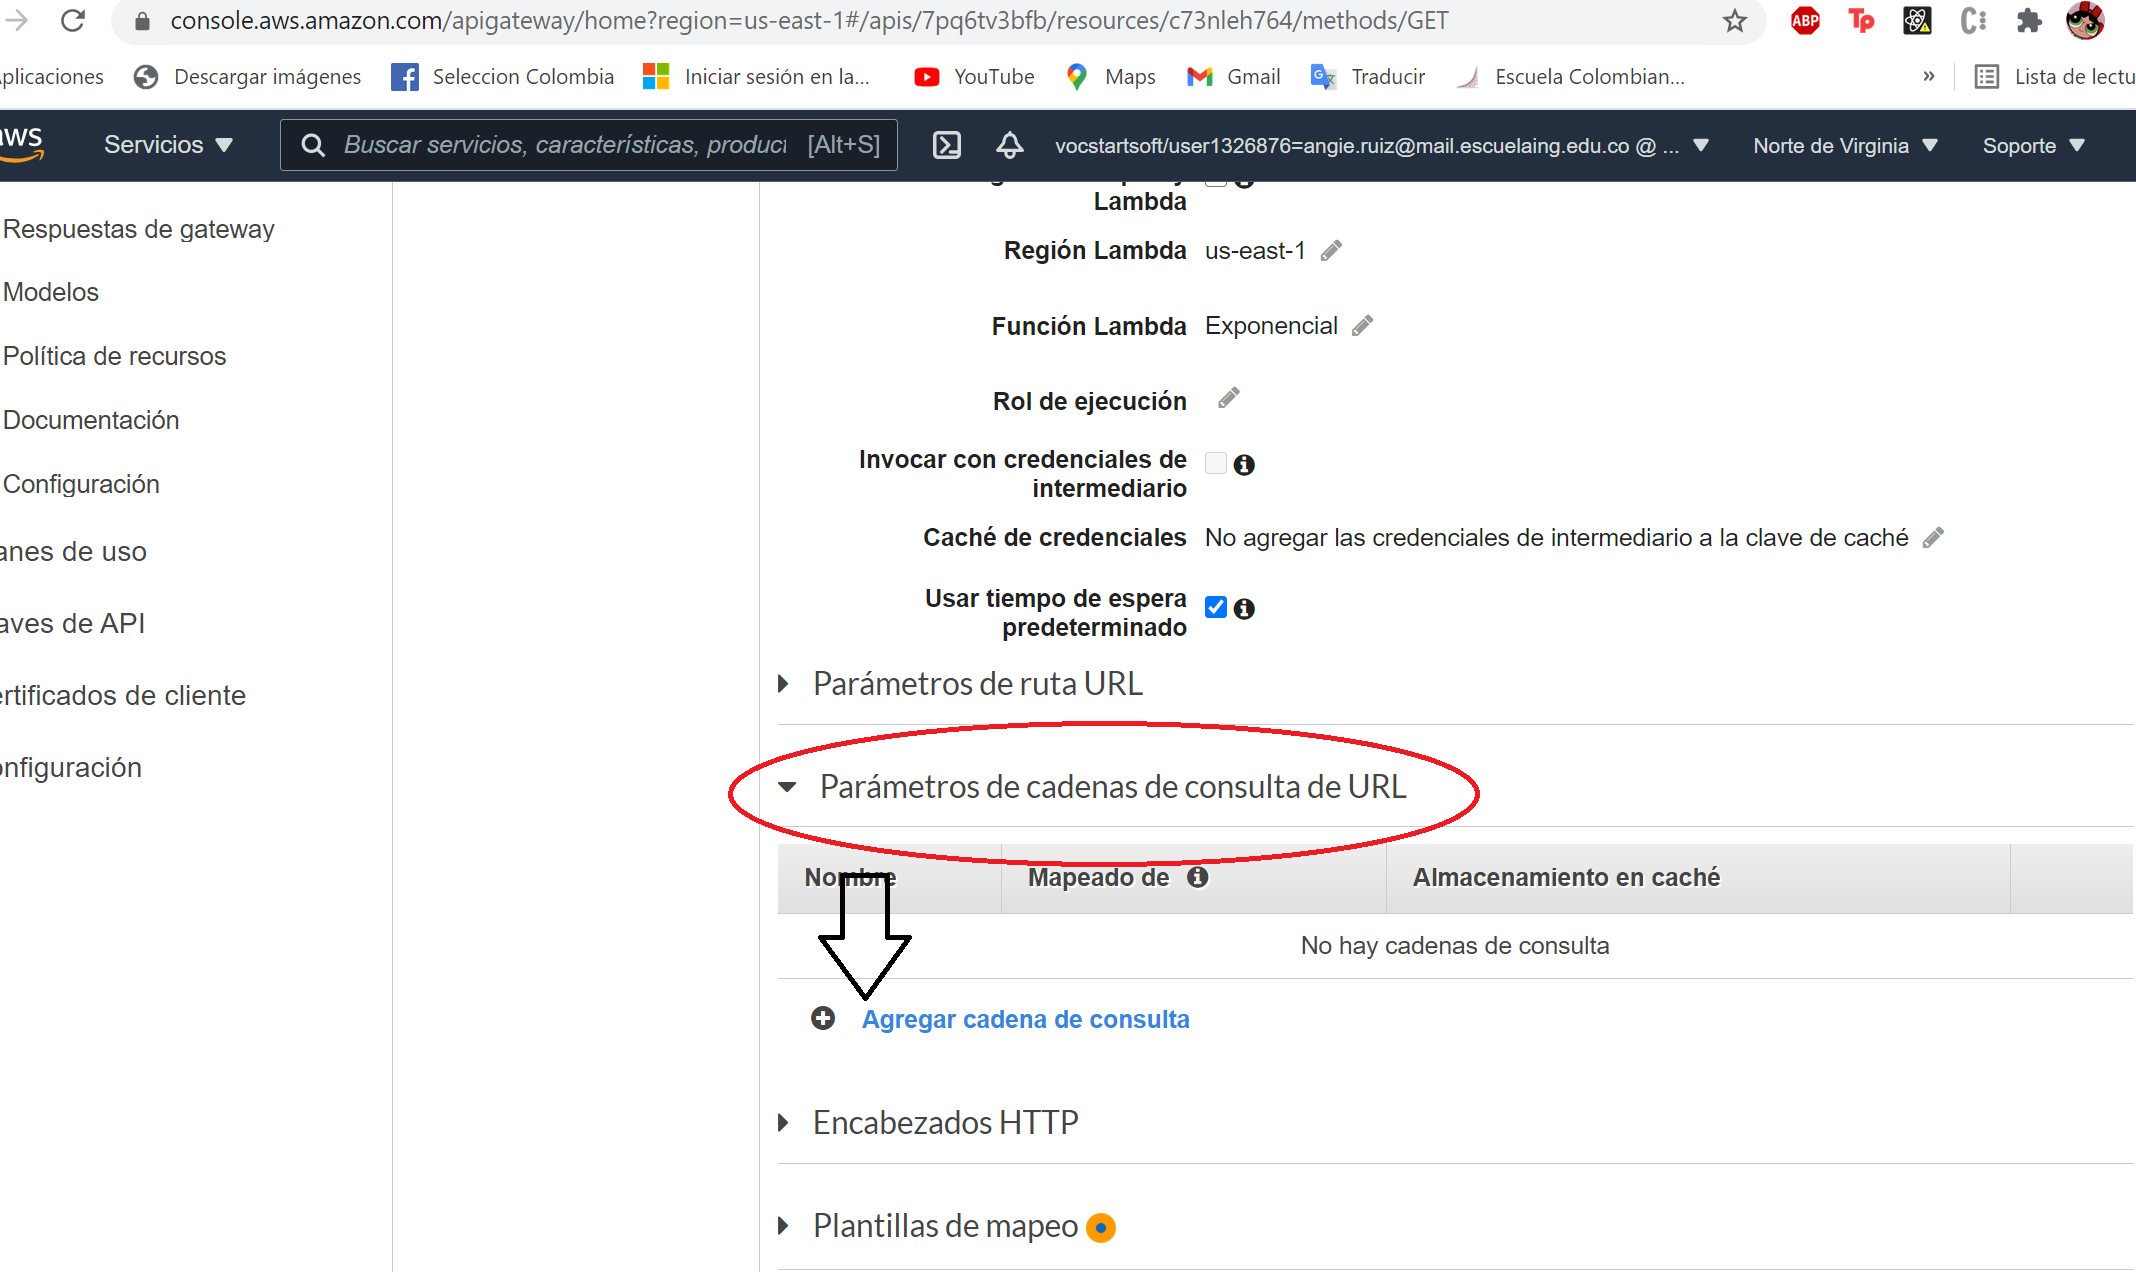 console.aws.amazon.com/apigateway/home?region=us-east-1#/apis/7pq6tv3bfb/resources/c73nleh764/methods/GET
ABP
Tp
plicaciones
Descargar imágenes
Seleccion Colombia
Iniciar sesión en la...
YouTube
Maps
Gmail
Traducir
Escuela Colombian...
»
Lista de lectu
aws
Servicios
Buscar servicios, características, product
[Alt+S]
vocstartsoft/user1326876=angie.ruiz@mail.escuelaing.edu.co @ ...
Norte de Virginia
Soporte
Respuestas de gateway
Modelos
Política de recursos
Documentación
Configuración
anes de uso
aves de API
ertificados de cliente
onfiguración
Lambda
Región Lambda us-east-1
Función Lambda Exponencial
Rol de ejecución
Invocar con credenciales de
intermediario
Caché de credenciales No agregar las credenciales de intermediario a la clave de caché
Usar tiempo de espera
predeterminado
Parámetros de ruta URL
Parámetros de cadenas de consulta de URL
Nombre Mapeado de Almacenamiento en caché
No hay cadenas de consulta
Agregar cadena de consulta
Encabezados HTTP
Plantillas de mapeo